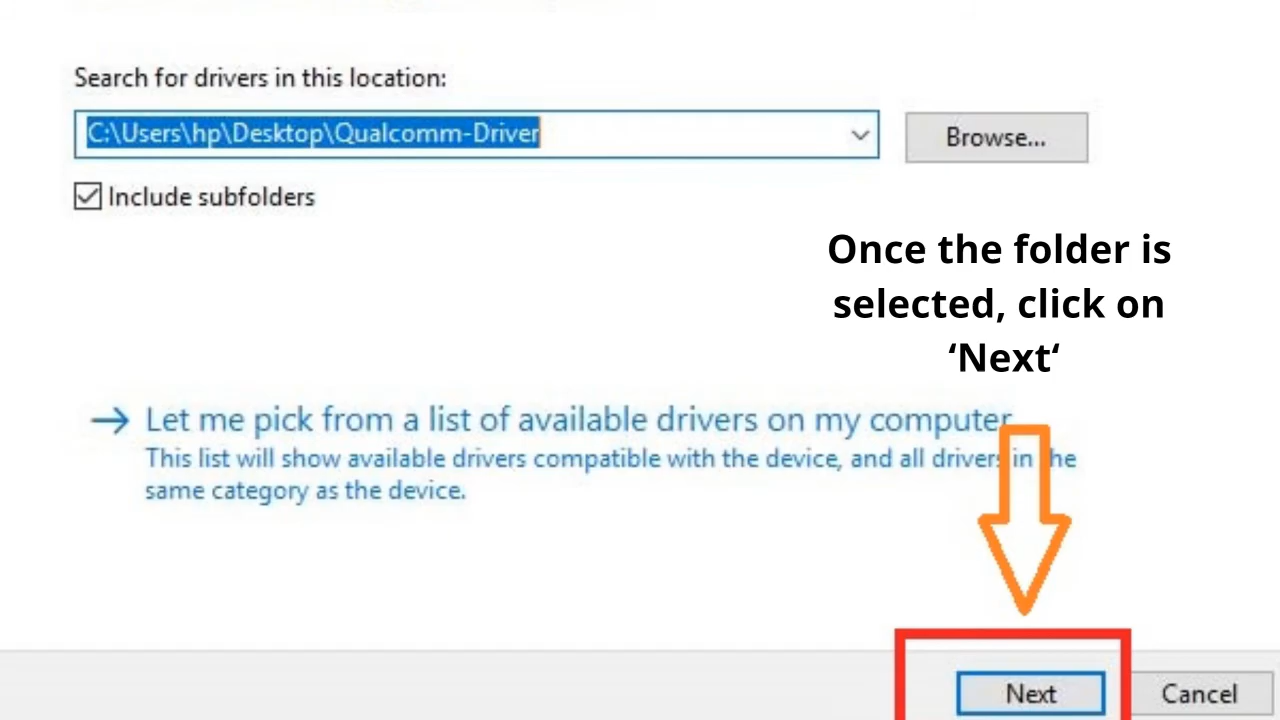 Search for drivers in this location:
C:\Users\hp\Desktop\Qualcomm-Driver
Browse...
Include subfolders
Once the folder is
selected, click on
‘Next‘
Let me pick from a list of available drivers on my computer
This list will show available drivers compatible with the device, and all drivers in the
same category as the device.
Next
Cancel